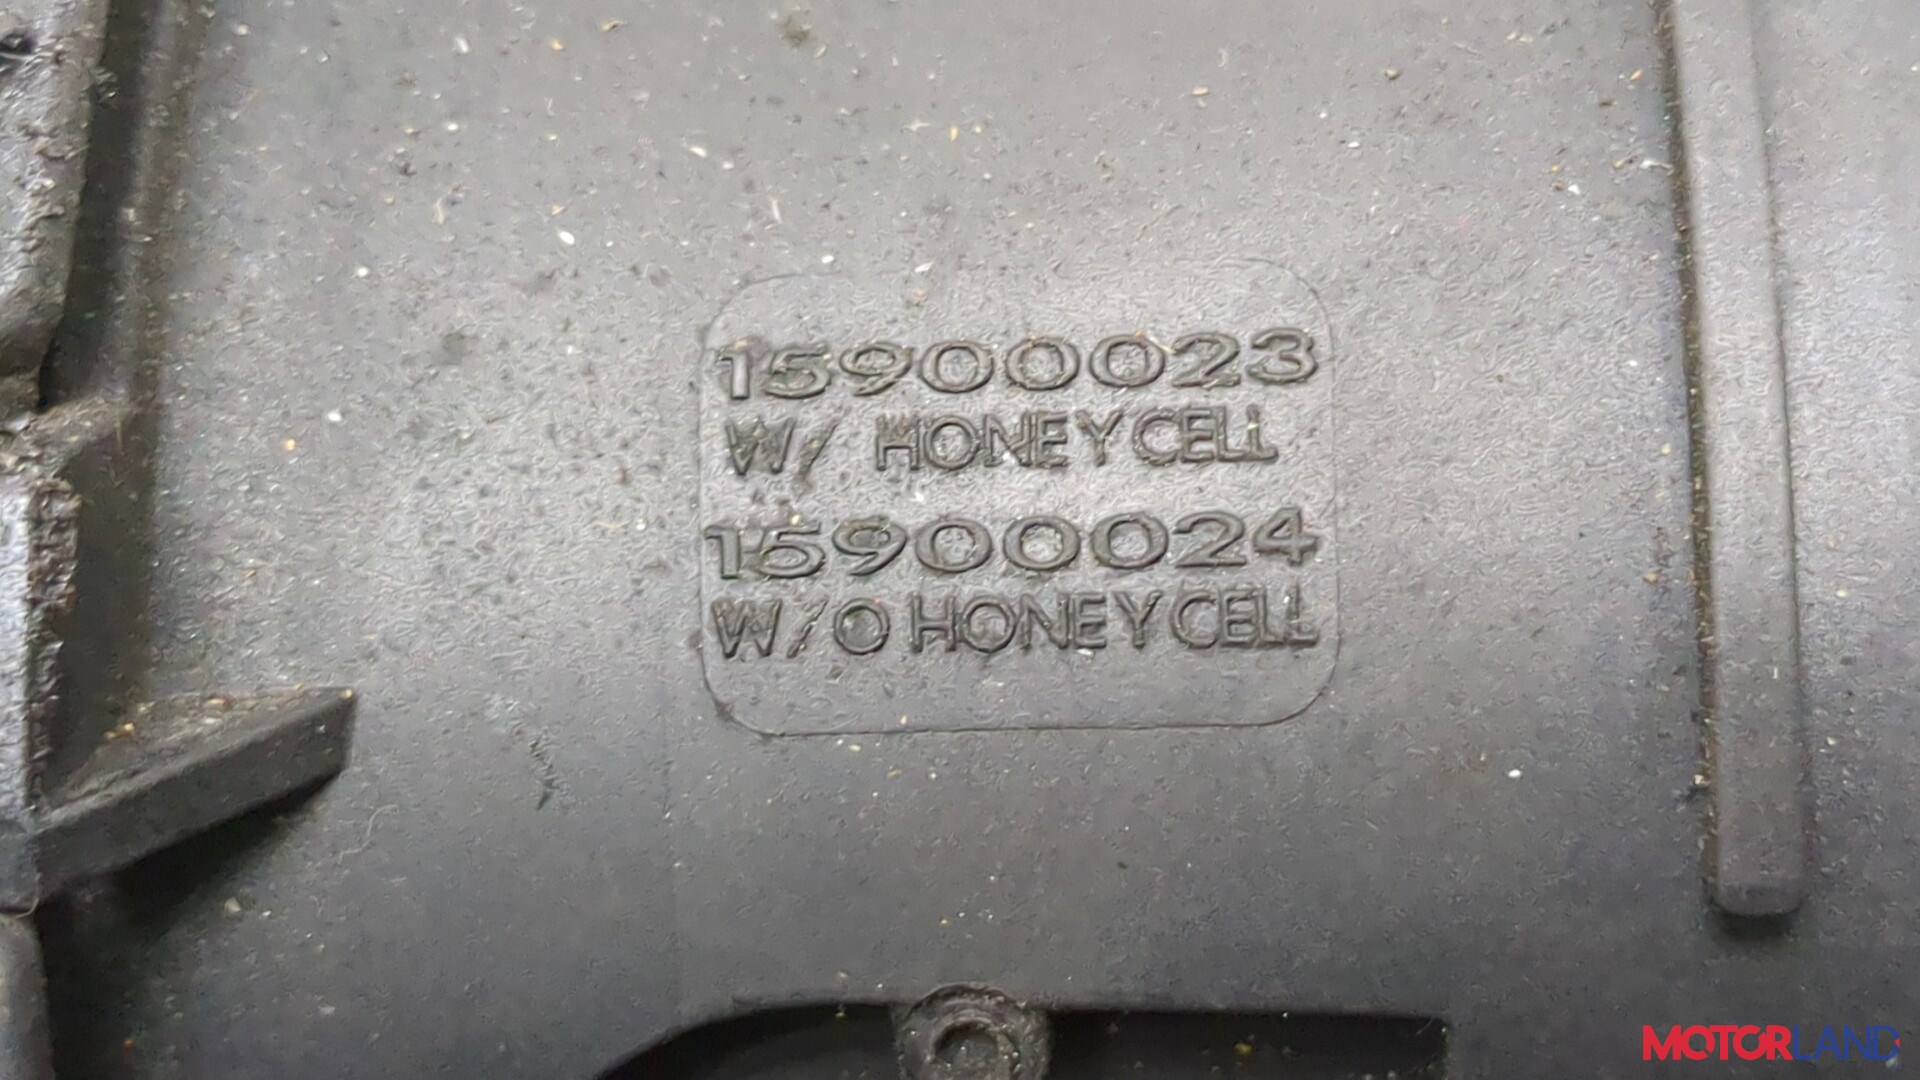 15900023
W/ HONEYCELL
15900024
W/O HONEYCELL
MOTORLAND